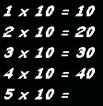 1 x 10 = 10
2 x 10 = 20
3 x 10 = 30
4 x 10 = 40
5 x 10 =